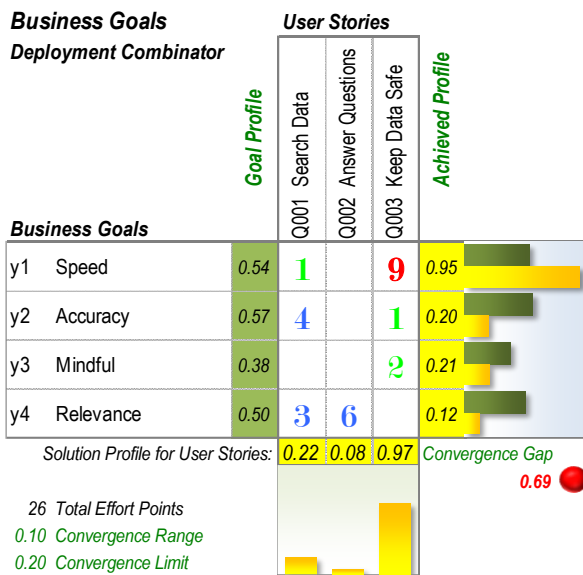 Business Goals User Stories
Deployment Combinator
Goal Profile
Q001 Search Data
Q002 Answer Questions
Q003 Keep Data Safe
Achieved Profile
Business Goals
y1 Speed 0.54 1 9 0.95
y2 Accuracy 0.57 4 1 0.20
y3 Mindful 0.38 2 0.21
y4 Relevance 0.50 3 6 0.12
Solution Profile for User Stories: 0.22 0.08 0.97 Convergence Gap
0.69
26 Total Effort Points
0.10 Convergence Range
0.20 Convergence Limit